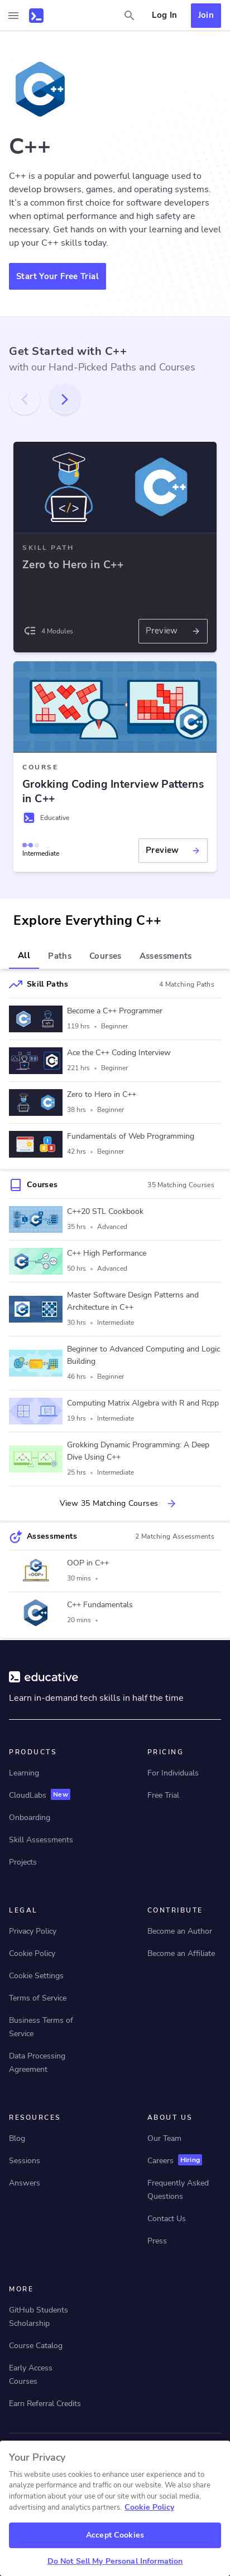 Log In
Join
C++
C++ is a popular and powerful language used to
develop browsers, games, and operating systems.
It's a common first choice for software developers
when optimal performance and high safety are
necessary. Get hands on with your learning and level
up your C++ skills today.
Start Your Free Trial
Get Started with C++
with our Hand-Picked Paths and Courses
C++
SKILL PATH
Zero to Hero in C++
4 Modules
Preview
C++
COURSE
Grokking Coding Interview Patterns
in C++
Educative
Intermediate
Preview
Explore Everything C++
All
Paths
Courses
Assessments
Skill Paths
4 Matching Paths
Become a C++ Programmer
119 hrs • Beginner
Ace the C++ Coding Interview
221 hrs • Beginner
Zero to Hero in C++
38 hrs • Beginner
Fundamentals of Web Programming
42 hrs • Beginner
Courses
35 Matching Courses
C++20 STL Cookbook
35 hrs • Advanced
C++ High Performance
50 hrs • Advanced
Master Software Design Patterns and
Architecture in C++
30 hrs • Intermediate
Beginner to Advanced Computing and Logic
Building
46 hrs • Beginner
Computing Matrix Algebra with R and Rcpp
19 hrs • Intermediate
Grokking Dynamic Programming: A Deep
Dive Using C++
25 hrs • Intermediate
View 35 Matching Courses
Assessments
2 Matching Assessments
OOP
OOP in C++
30 mins •
C++
C++ Fundamentals
20 mins •
educative
Learn in-demand tech skills in half the time
PRODUCTS
Learning
CloudLabs New
Onboarding
Skill Assessments
Projects
PRICING
For Individuals
Free Trial
LEGAL
Privacy Policy
Cookie Policy
Cookie Settings
Terms of Service
Business Terms of
Service
Data Processing
Agreement
CONTRIBUTE
Become an Author
Become an Affiliate
RESOURCES
Blog
Sessions
Answers
ABOUT US
Our Team
Careers Hiring
Frequently Asked
Questions
Contact Us
Press
MORE
GitHub Students
Scholarship
Course Catalog
Early Access
Courses
Earn Referral Credits
Your Privacy
This website uses cookies to enhance user experience and to
analyze performance and traffic on our website. We also share
information about your use of our site with our social media,
advertising and analytics partners. Cookie Policy
Accept Cookies
Do Not Sell My Personal Information